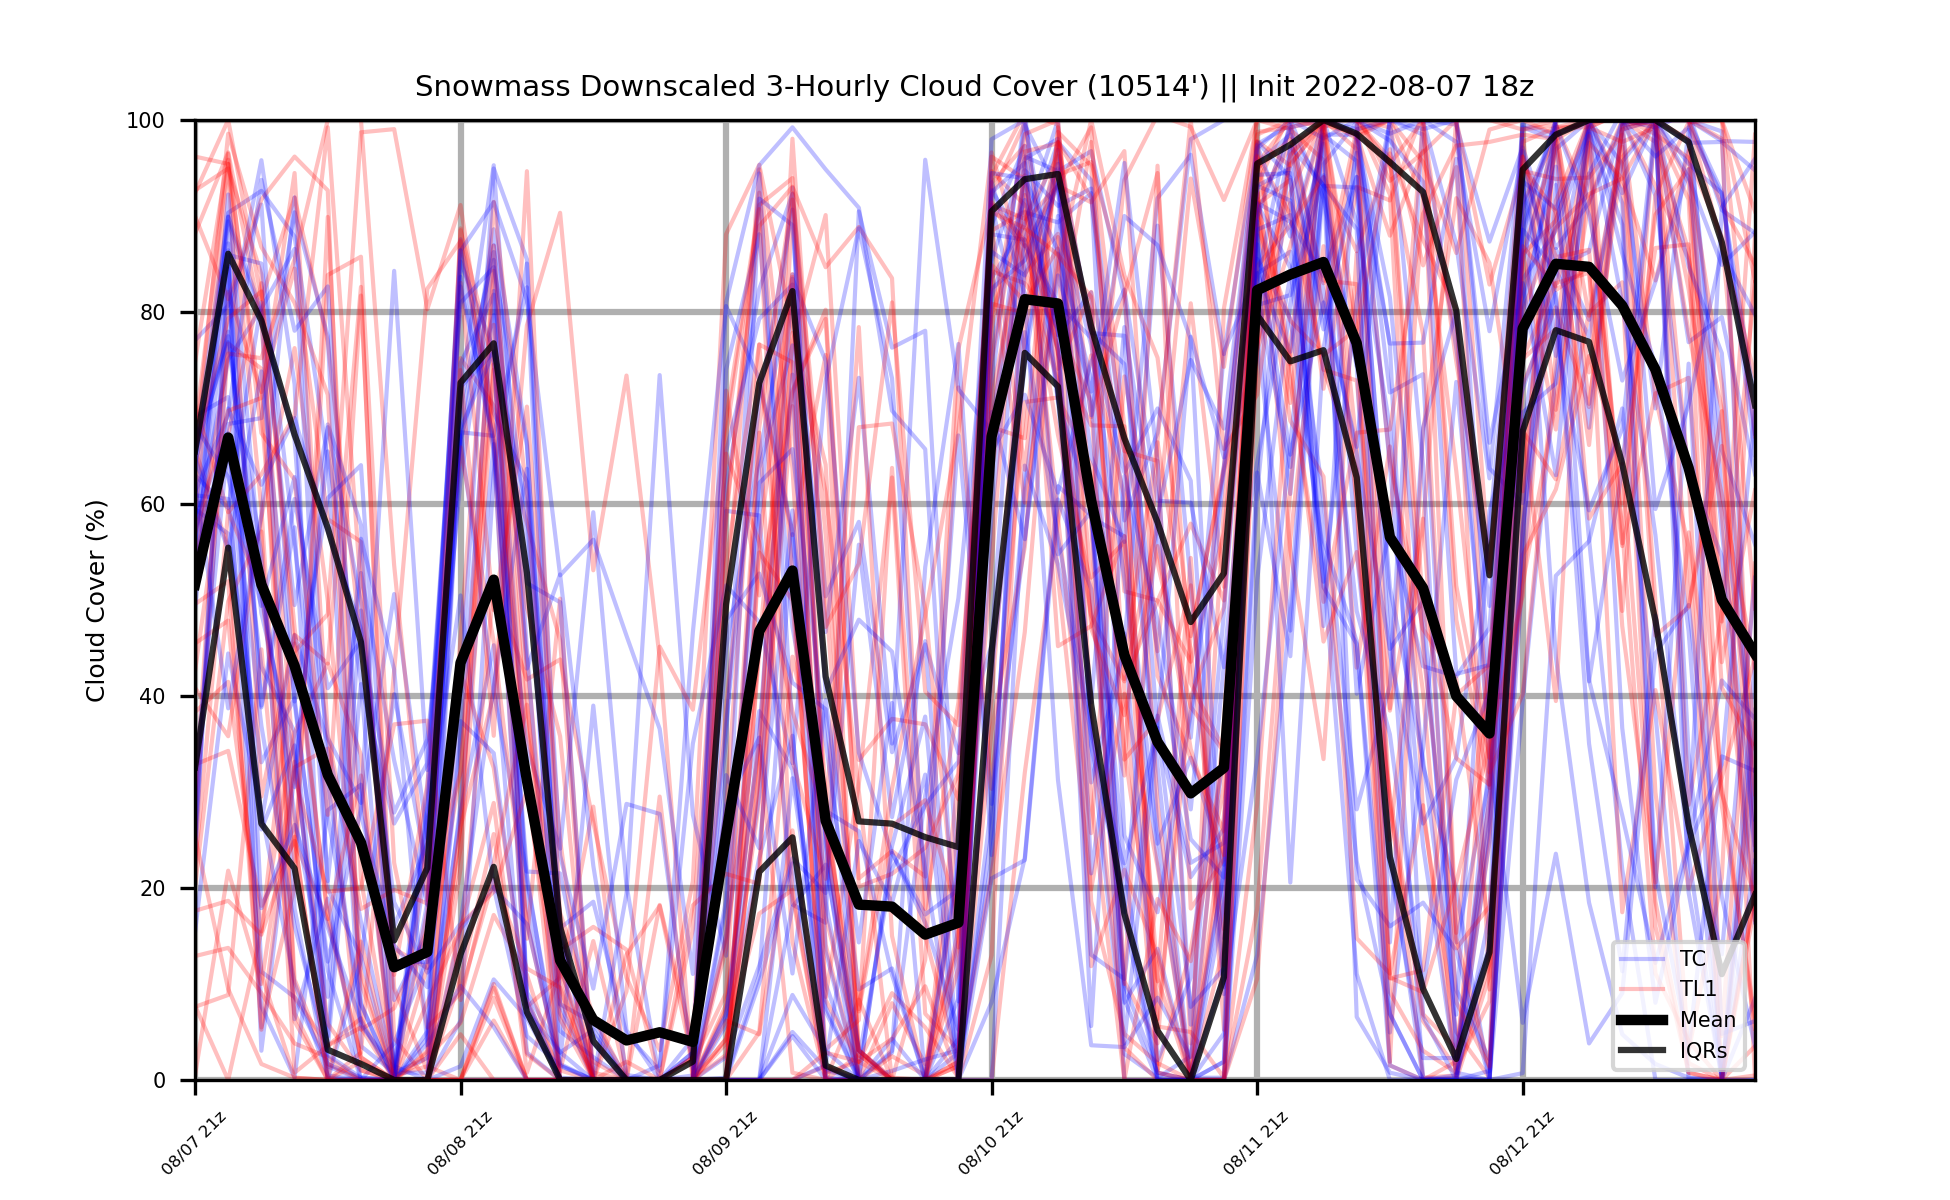 Snowmass Downscaled 3-Hourly Cloud Cover (10514') || Init 2022-08-07 18z
Cloud Cover (%)
100
80
60
40
20
0
TC
TL1
Mean
IQRs
08/07 21z
08/08 21z
08/09 21z
08/10 21z
08/11 21z
08/12 21z